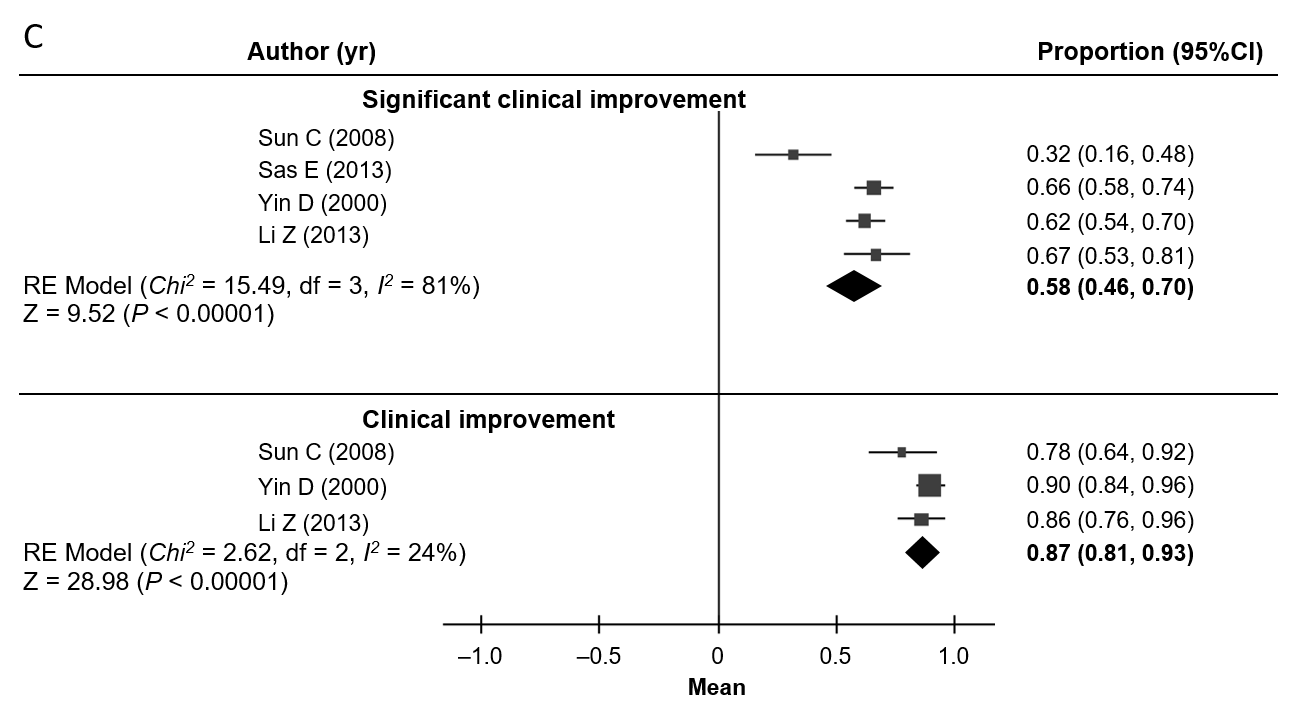 C
Author (yr) Proportion (95%CI)
Significant clinical improvement
Sun C (2008) 0.32 (0.16, 0.48)
Sas E (2013) 0.66 (0.58, 0.74)
Yin D (2000) 0.62 (0.54, 0.70)
Li Z (2013) 0.67 (0.53, 0.81)
RE Model (Chi² = 15.49, df = 3, I² = 81%) 0.58 (0.46, 0.70)
Z = 9.52 (P < 0.00001)
Clinical improvement
Sun C (2008) 0.78 (0.64, 0.92)
Yin D (2000) 0.90 (0.84, 0.96)
Li Z (2013) 0.86 (0.76, 0.96)
RE Model (Chi² = 2.62, df = 2, I² = 24%) 0.87 (0.81, 0.93)
Z = 28.98 (P < 0.00001)
–1.0 –0.5 0 0.5 1.0
Mean